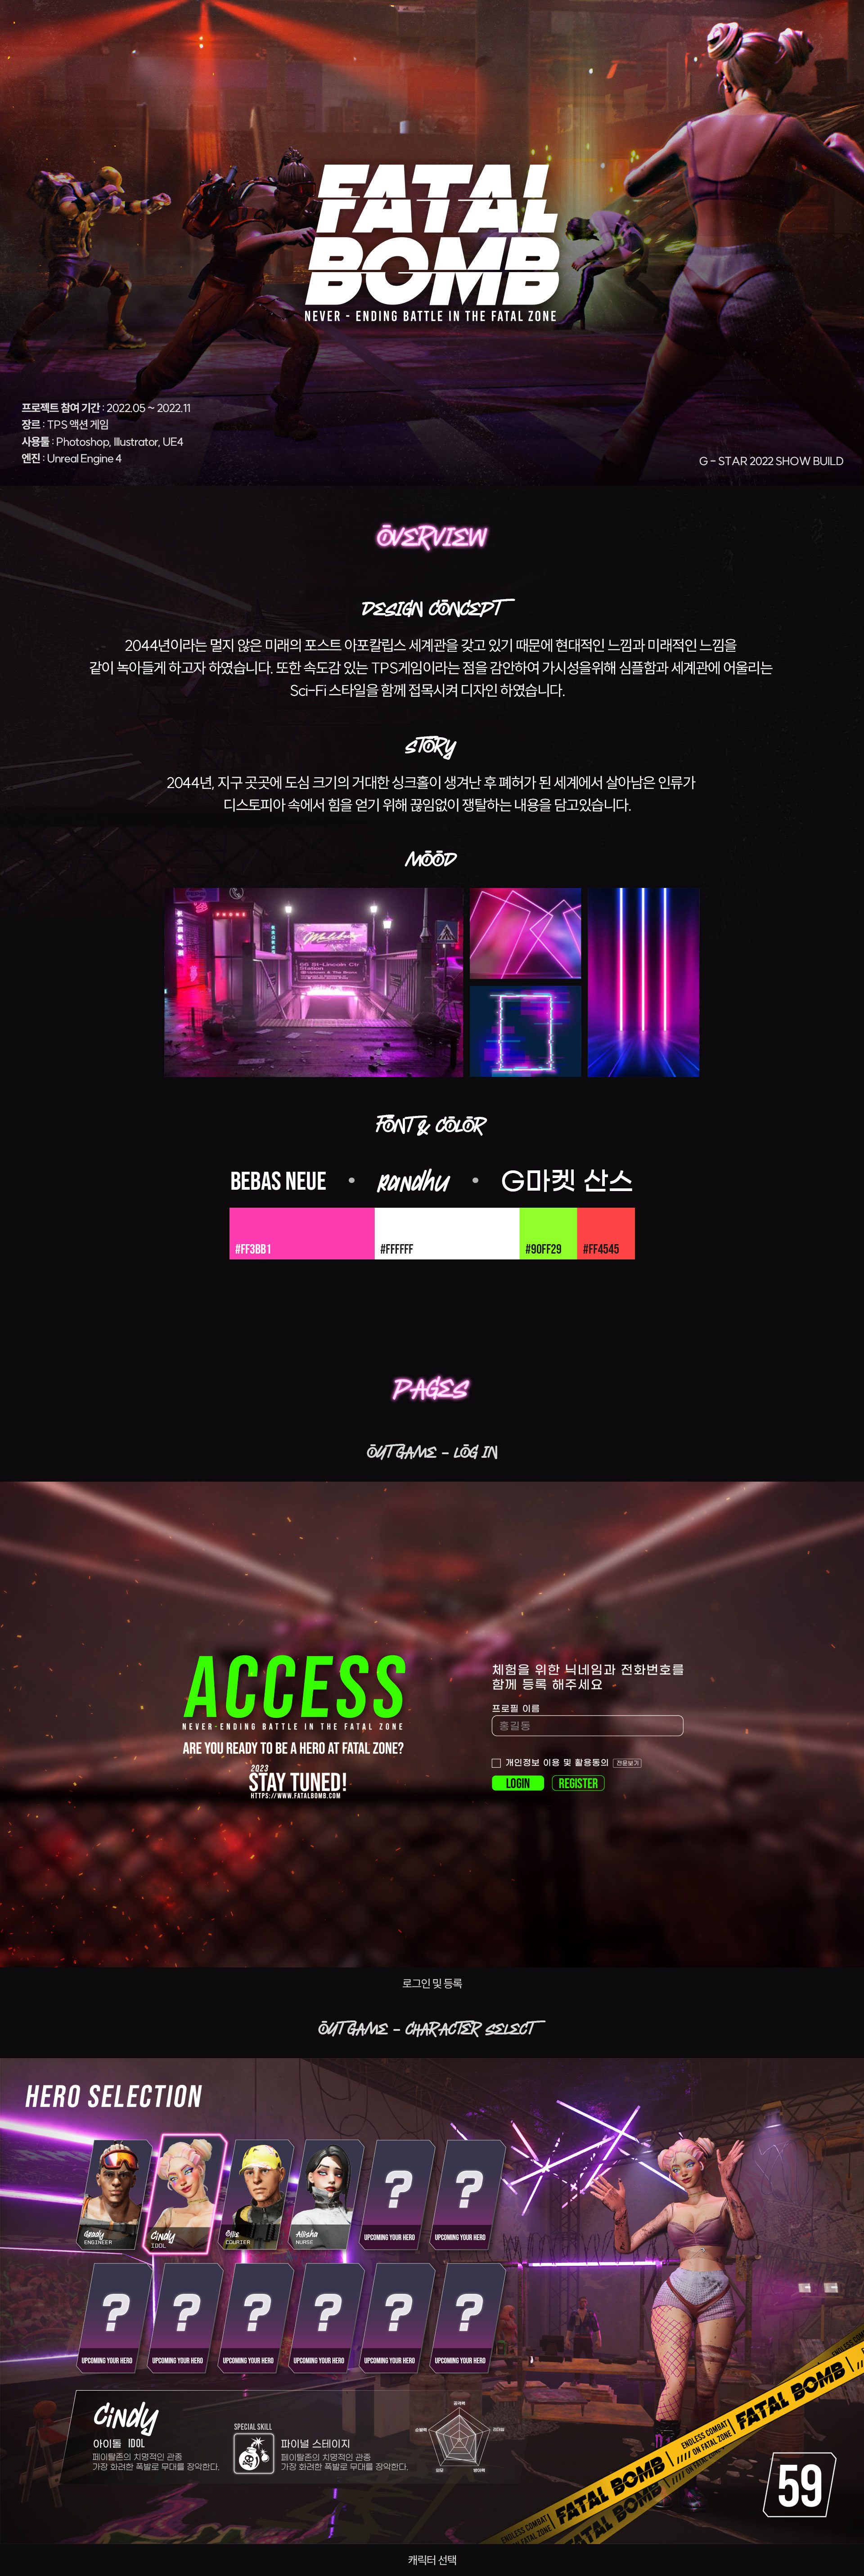 FATAL
BOMB
NEVER - ENDING BATTLE IN THE FATAL ZONE
프로젝트 참여 기간 : 2022.05 ~ 2022.11
장르 : TPS 액션 게임
사용툴 : Photoshop, Illustrator, UE4
엔진 : Unreal Engine 4
G - STAR 2022 SHOW BUILD
OVERVIEW
DESIGN CONCEPT
2044년이라는 멀지 않은 미래의 포스트 아포칼립스 세계관을 갖고 있기 때문에 현대적인 느낌과 미래적인 느낌을
같이 녹아들게 하고자 하였습니다. 또한 속도감 있는 TPS게임이라는 점을 감안하여 가시성을위해 심플함과 세계관에 어울리는
Sci-Fi 스타일을 함께 접목시켜 디자인 하였습니다.
STORY
2044년, 지구 곳곳에 도심 크기의 거대한 싱크홀이 생겨난 후 폐허가 된 세계에서 살아남은 인류가
디스토피아 속에서 힘을 얻기 위해 끊임없이 쟁탈하는 내용을 담고있습니다.
MOOD
FONT & COLOR
BEBAS NEUE • randhu • G마켓 산스
#FF3BB1 #FFFFFF #90FF29 #FF4545
PAGES
OUT GAME - LOG IN
ACCESS
NEVER-ENDING BATTLE IN THE FATAL ZONE
ARE YOU READY TO BE A HERO AT FATAL ZONE?
2023
STAY TUNED!
HTTPS://WWW.FATALBOMB.COM
체험을 위한 닉네임과 전화번호를
함께 등록 해주세요
프로필 이름
홍길동
개인정보 이용 및 활용동의 전문보기
LOGIN REGISTER
로그인 및 등록
OUT GAME - CHARACTER SELECT
HERO SELECTION
Grady
ENGINEER
Cindy
IDOL
Ellis
COURIER
Allisha
NURSE
?
UPCOMING YOUR HERO
?
UPCOMING YOUR HERO
?
UPCOMING YOUR HERO
?
UPCOMING YOUR HERO
?
UPCOMING YOUR HERO
?
UPCOMING YOUR HERO
?
UPCOMING YOUR HERO
?
UPCOMING YOUR HERO
Cindy
아이돌 IDOL
페이탈존의 치명적인 관종
가장 화려한 폭발로 무대를 장악한다.
SPECIAL SKILL
파이널 스테이지
페이탈존의 치명적인 관종
가장 화려한 폭발로 무대를 장악한다.
공격력
방어력
ENDLESS COMBAT
ON FATAL ZONE
FATAL BOMB
ENDLESS COMBAT
ON FATAL ZONE
FATAL BOMB
FATAL BOMB
59
캐릭터 선택